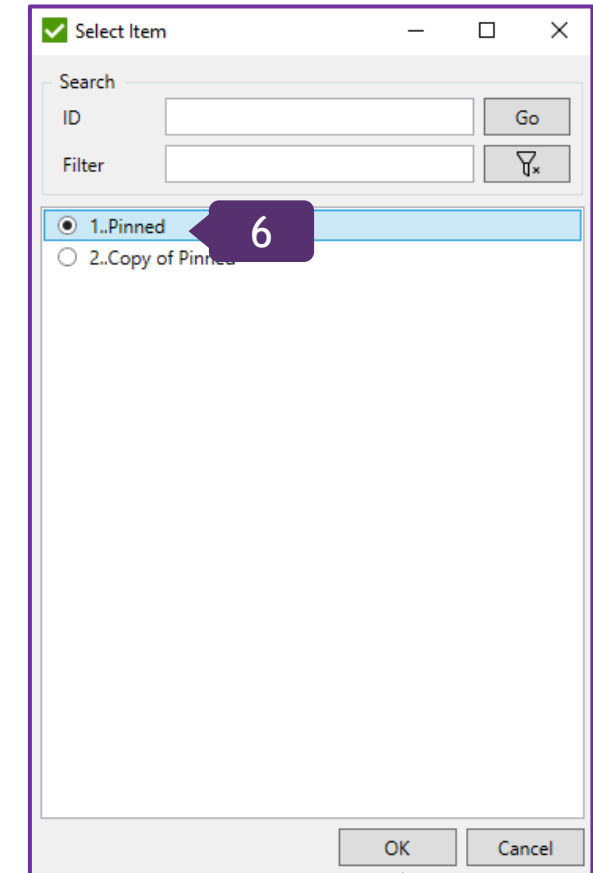 Select Item
Search
ID Go
Filter
1..Pinned
6
2..Copy of Pinned
OK Cancel